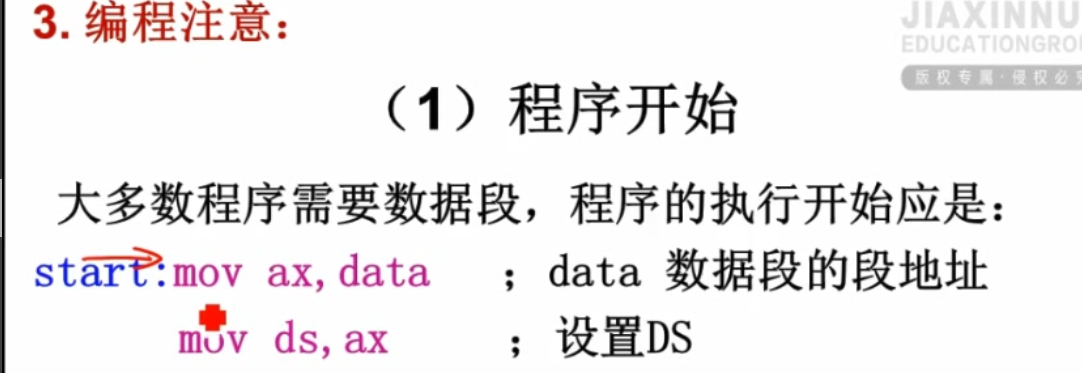 3. 编程注意：
JIAXINNU
EDUCATIONGRO
版权专属·侵权必究
（1）程序开始
大多数程序需要数据段，程序的执行开始应是：
start:mov ax,data ；data 数据段的段地址
mov ds,ax ；设置DS